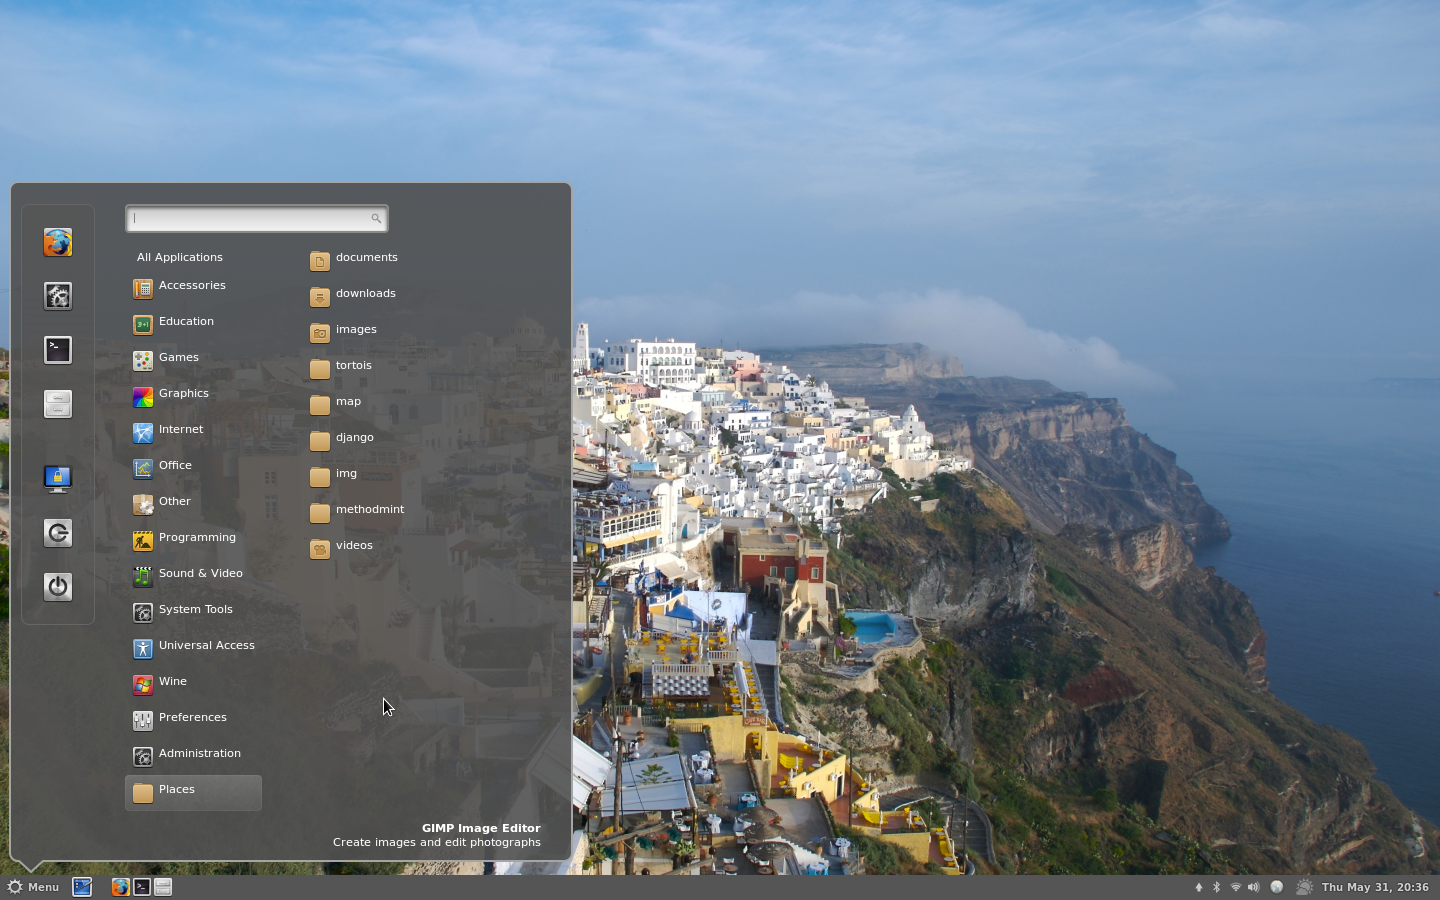 All Applications
Accessories
Education
Games
Graphics
Internet
Office
Other
Programming
Sound & Video
System Tools
Universal Access
Wine
Preferences
Administration
Places
documents
downloads
images
tortois
map
django
img
methodmint
videos
GIMP Image Editor
Create images and edit photographs
Menu
Thu May 31, 20:36